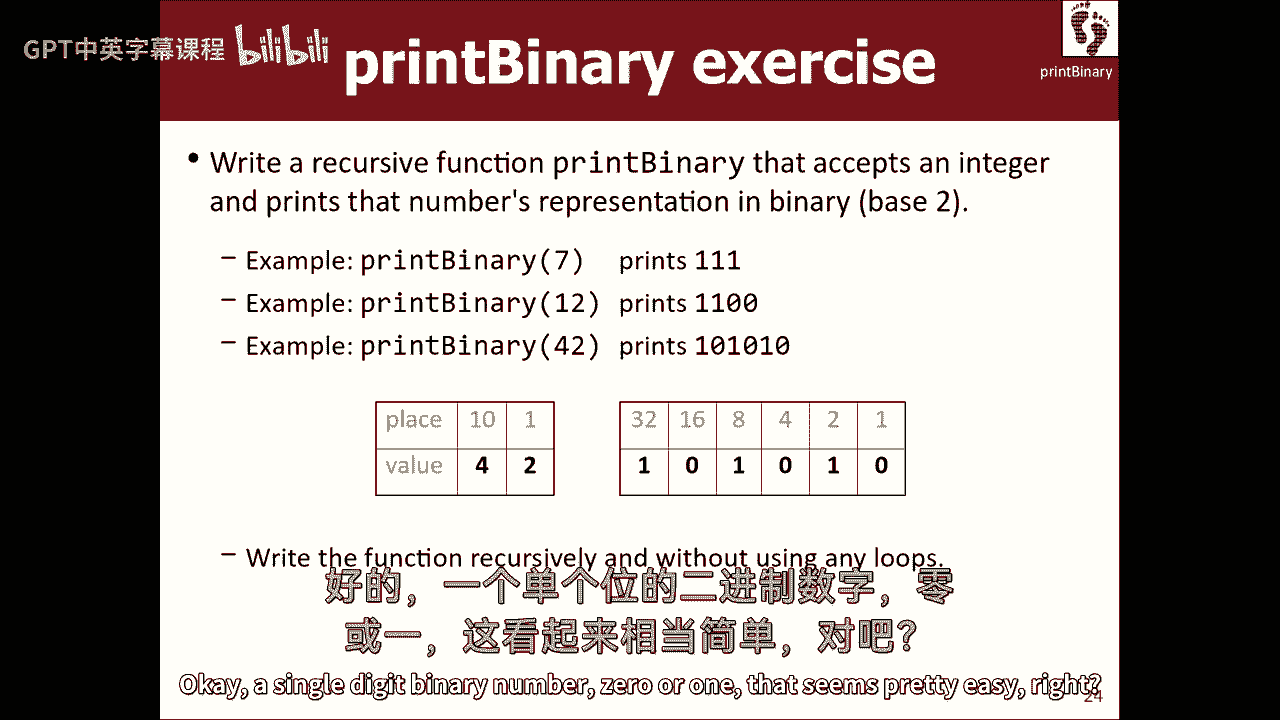 GPT中英字幕课程 bilibili
printBinary exercise
printBinary
• Write a recursive function printBinary that accepts an integer
and prints that number's representation in binary (base 2).
– Example: printBinary(7) prints 111
– Example: printBinary(12) prints 1100
– Example: printBinary(42) prints 101010
place 10 1 32 16 8 4 2 1
value 4 2 1 0 1 0 1 0
– Write the function recursively and without using any loops.
好的，一个单个位的二进制数字，零
或一，这看起来相当简单，对吧？
Okay, a single digit binary number, zero or one, that seems pretty easy, right?
24